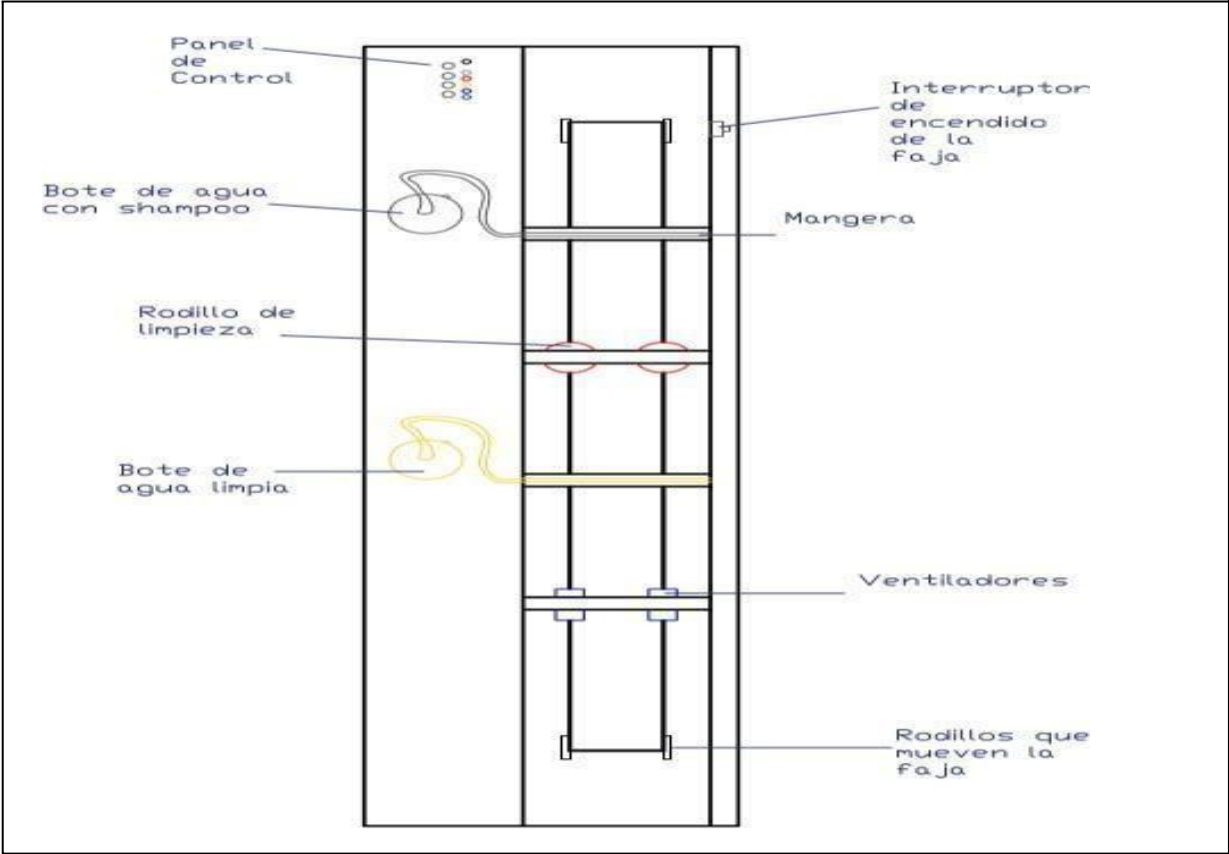 Panel
de
Control
Interruptor
de
encendido
de la
faja
Bote de agua
con shampoo
Mangera
Rodillo de
limpieza
Bote de
agua limpia
Ventiladores
Rodillos que
mueven la
faja